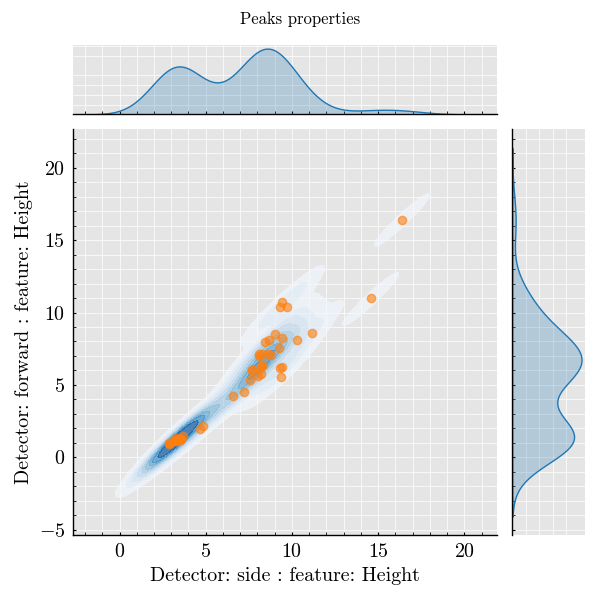 Peaks properties
20
15
10
5
0
−5
Detector: forward : feature: Height
0 5 10 15 20
Detector: side : feature: Height